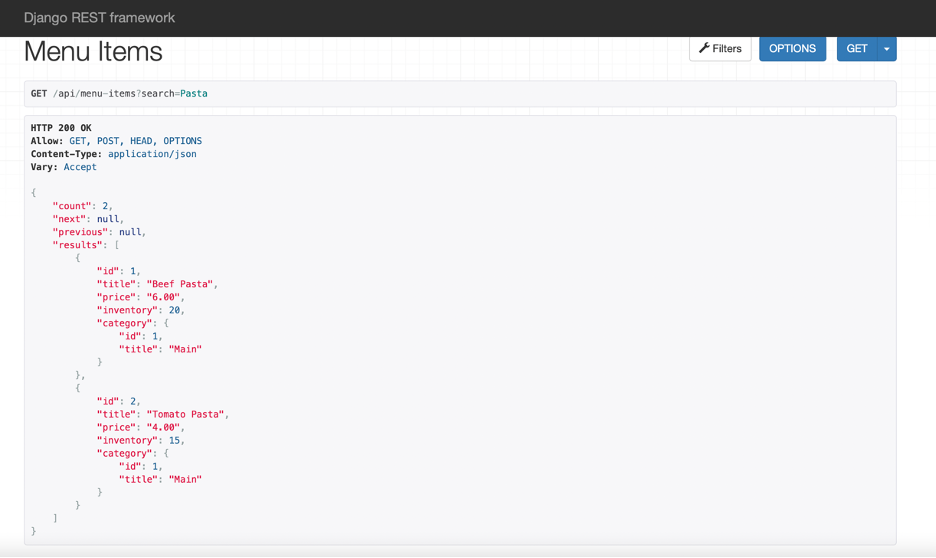 Django REST framework
Menu Items
Filters
OPTIONS
GET
GET /api/menu-items?search=Pasta
HTTP 200 OK
Allow: GET, POST, HEAD, OPTIONS
Content-Type: application/json
Vary: Accept
{
    "count": 2,
    "next": null,
    "previous": null,
    "results": [
        {
            "id": 1,
            "title": "Beef Pasta",
            "price": "6.00",
            "inventory": 20,
            "category": {
                "id": 1,
                "title": "Main"
            }
        },
        {
            "id": 2,
            "title": "Tomato Pasta",
            "price": "4.00",
            "inventory": 15,
            "category": {
                "id": 1,
                "title": "Main"
            }
        }
    ]
}